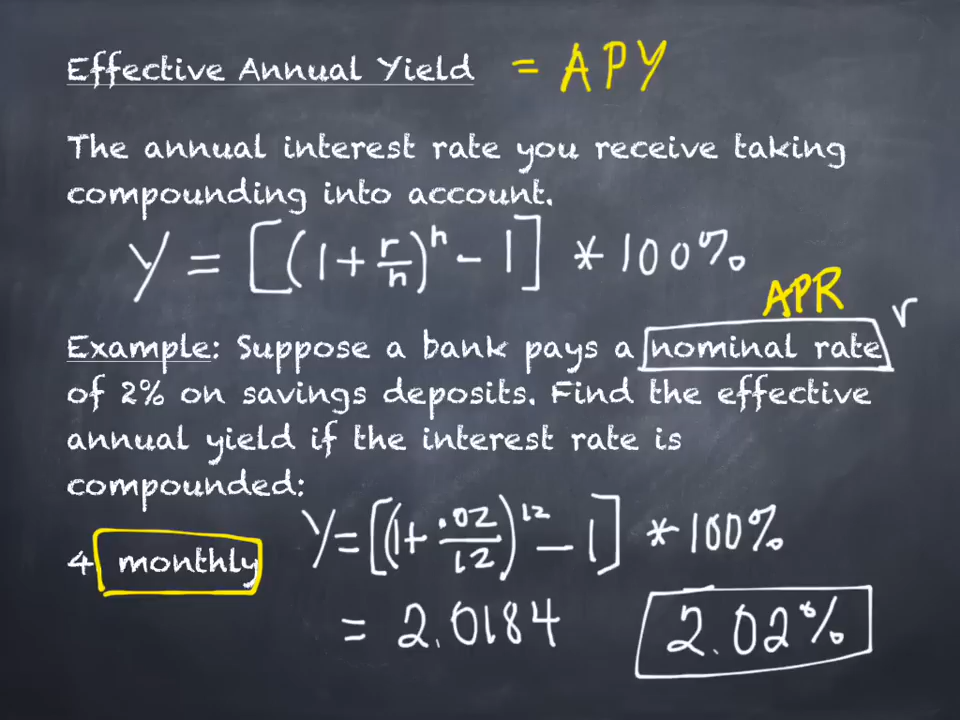 Effective Annual Yield = APY
The annual interest rate you receive taking
compounding into account.
Y = [(1 + r/n)^n - 1] * 100%
APR
r
Example: Suppose a bank pays a nominal rate
of 2% on savings deposits. Find the effective
annual yield if the interest rate is
compounded:
4 monthly
Y = [(1 + .02/12)^12 - 1] * 100%
= 2.0184 2.02%